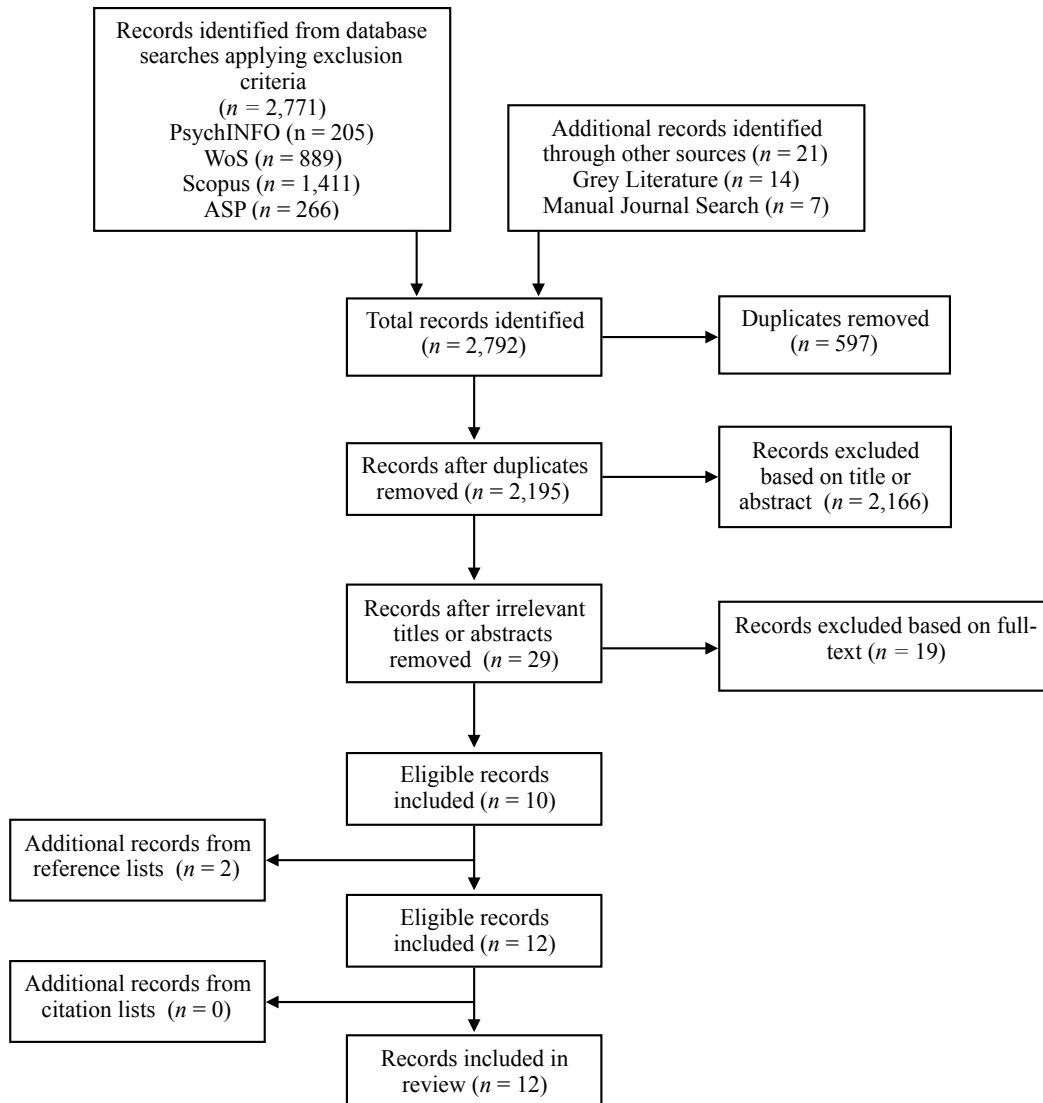 Records identified from database
searches applying exclusion
criteria
(n = 2,771)
PsychINFO (n = 205)
WoS (n = 889)
Scopus (n = 1,411)
ASP (n = 266)
Additional records identified
through other sources (n = 21)
Grey Literature (n = 14)
Manual Journal Search (n = 7)
Total records identified
(n = 2,792)
Duplicates removed
(n = 597)
Records after duplicates
removed (n = 2,195)
Records excluded
based on title or
abstract (n = 2,166)
Records after irrelevant
titles or abstracts
removed (n = 29)
Records excluded based on full-
text (n = 19)
Eligible records
included (n = 10)
Additional records from
reference lists (n = 2)
Eligible records
included (n = 12)
Additional records from
citation lists (n = 0)
Records included in
review (n = 12)